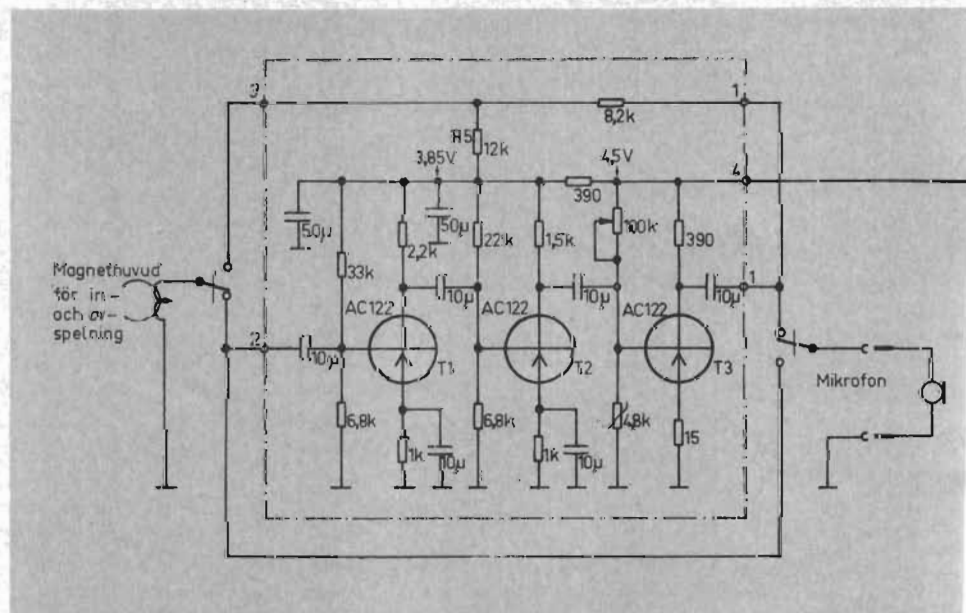 3
1
8,2k
R5
12k
3,85V
4,5V
4
390
50µ
50µ
100k
2,2k
22k
1,5k
390
33k
1
10µ
10µ
10µ
Magnethuvud
för in-
och av-
spelning
AC122
AC122
AC122
2
10µ
T1
T2
T3
Mikrofon
6,8k
6,8k
4,8k
15
1k
10µ
1k
10µ